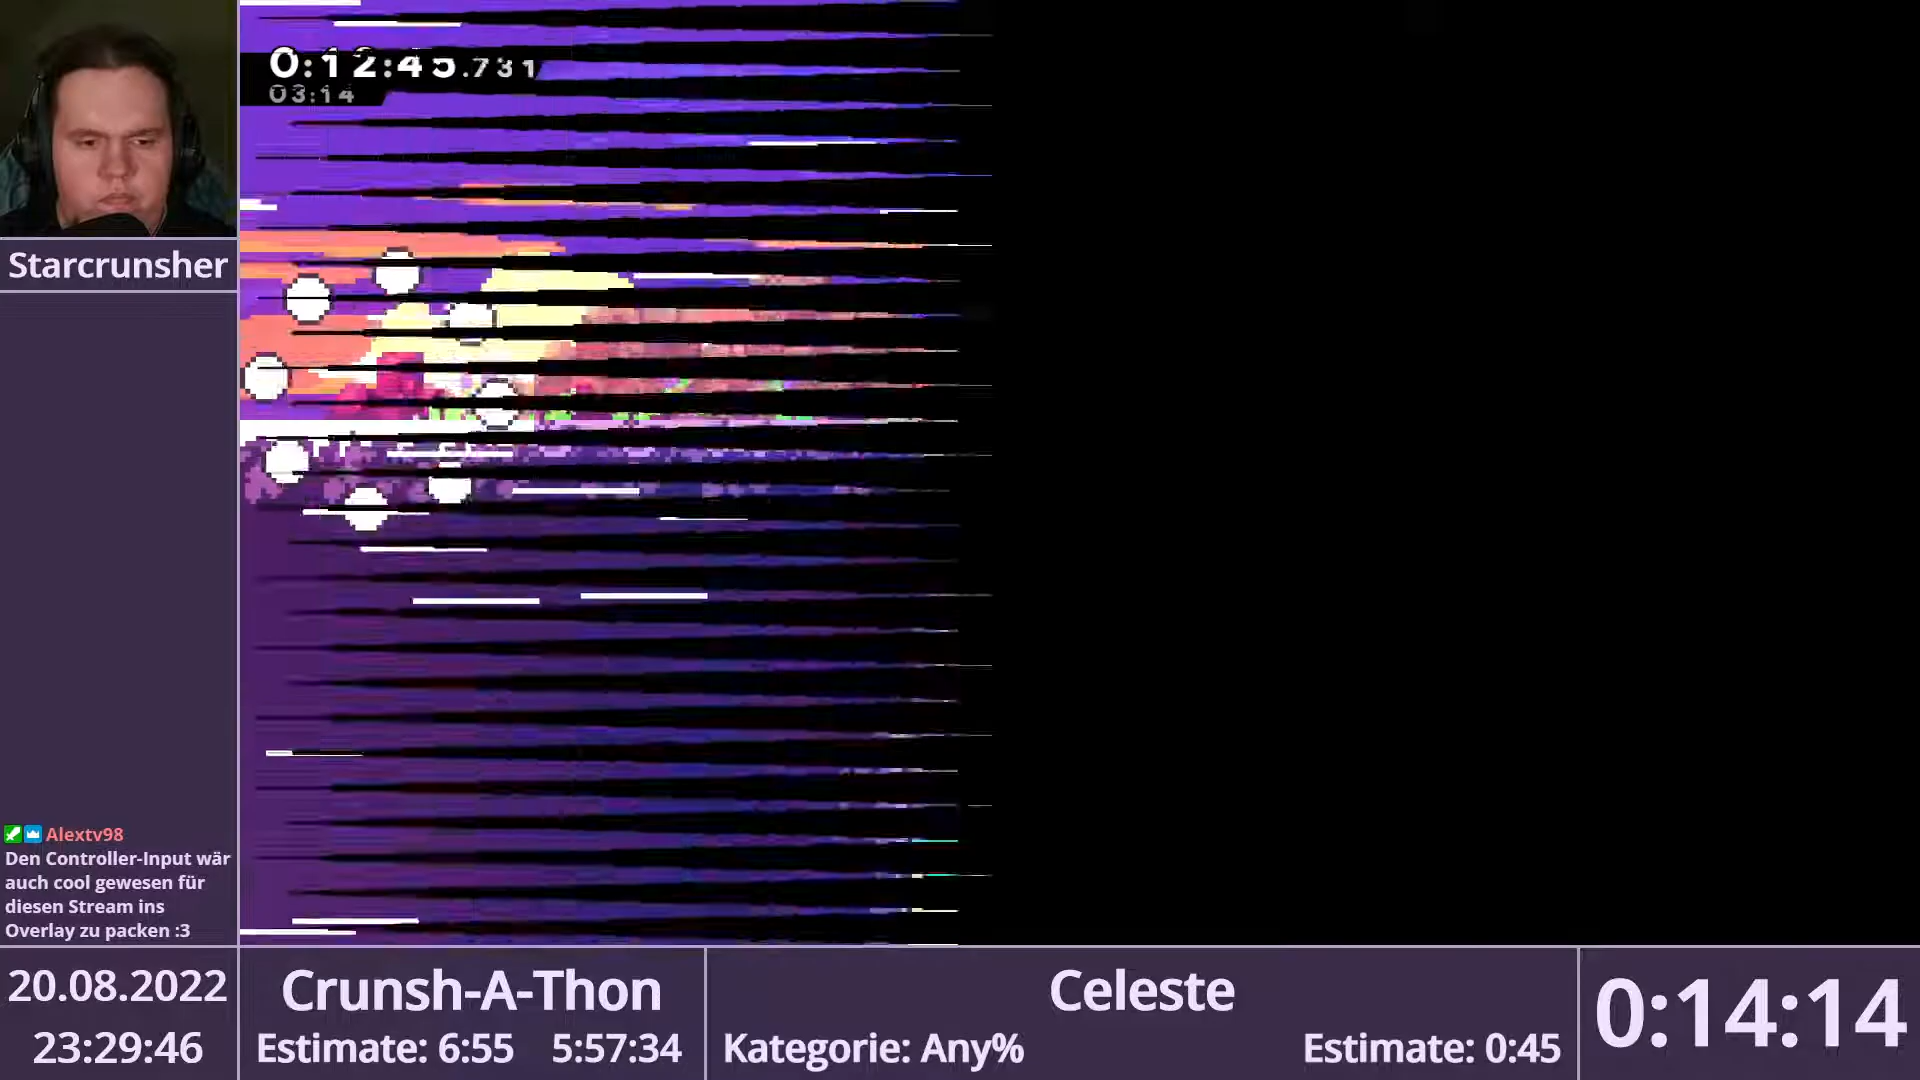 0:12:45.731
03:14
Starcrunsher
Alextv98
Den Controller-Input wär
auch cool gewesen für
diesen Stream ins
Overlay zu packen :3
20.08.2022
23:29:46
Crunsh-A-Thon
Estimate: 6:55 5:57:34
Celeste
Kategorie: Any% Estimate: 0:45
0:14:14